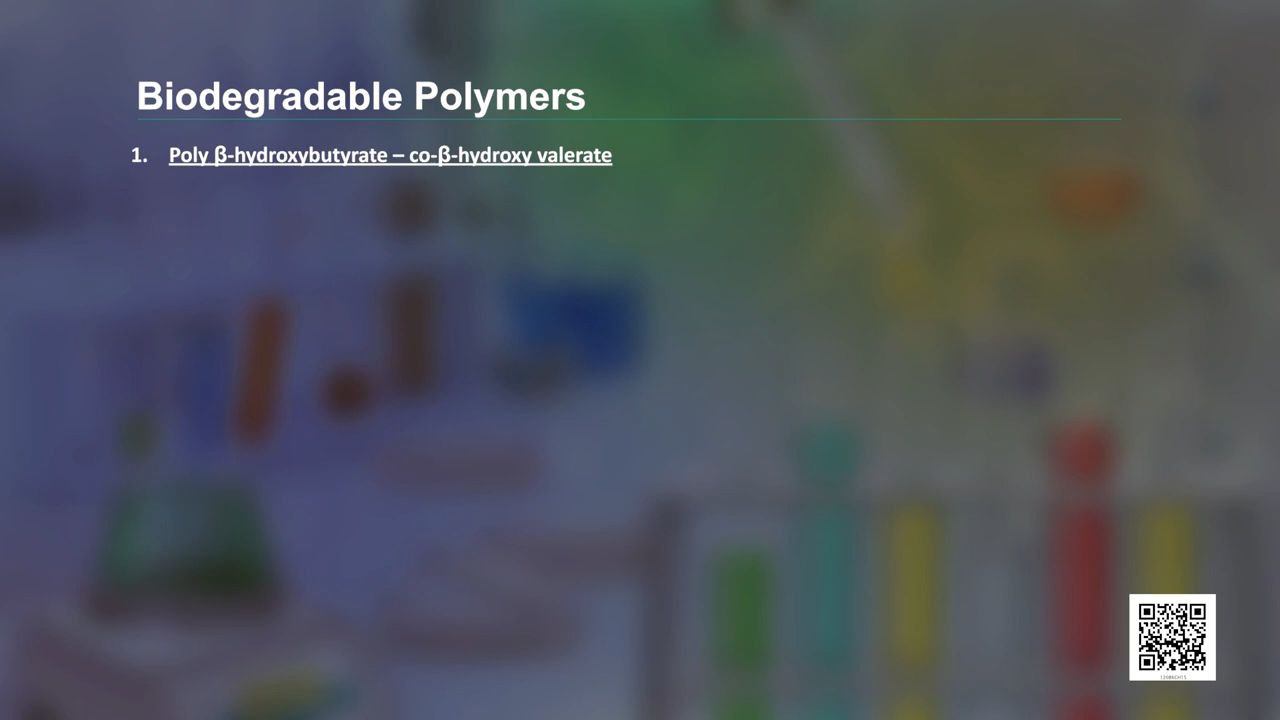 Biodegradable Polymers
1. Poly β-hydroxybutyrate – co-β-hydroxy valerate